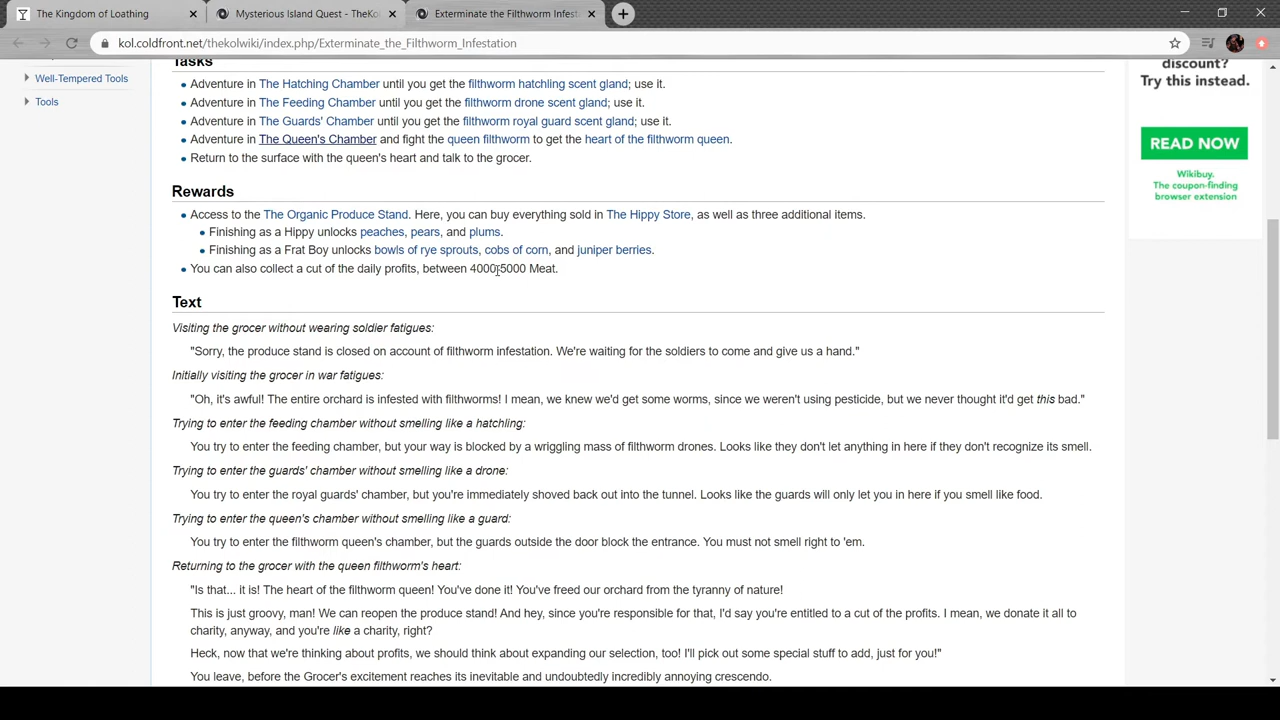 The Kingdom of Loathing
Mysterious Island Quest - TheKo
Exterminate the Filthworm Infest
kol.coldfront.net/thekolwiki/index.php/Exterminate_the_Filthworm_Infestation
Well-Tempered Tools
Tools
Tasks
Adventure in The Hatching Chamber until you get the filthworm hatchling scent gland; use it.
Adventure in The Feeding Chamber until you get the filthworm drone scent gland; use it.
Adventure in The Guards' Chamber until you get the filthworm royal guard scent gland; use it.
Adventure in The Queen's Chamber and fight the queen filthworm to get the heart of the filthworm queen.
Return to the surface with the queen's heart and talk to the grocer.
Rewards
Access to the The Organic Produce Stand. Here, you can buy everything sold in The Hippy Store, as well as three additional items.
Finishing as a Hippy unlocks peaches, pears, and plums.
Finishing as a Frat Boy unlocks bowls of rye sprouts, cobs of corn, and juniper berries.
You can also collect a cut of the daily profits, between 4000-5000 Meat.
Text
Visiting the grocer without wearing soldier fatigues:
"Sorry, the produce stand is closed on account of filthworm infestation. We're waiting for the soldiers to come and give us a hand."
Initially visiting the grocer in war fatigues:
"Oh, it's awful! The entire orchard is infested with filthworms! I mean, we knew we'd get some worms, since we weren't using pesticide, but we never thought it'd get this bad."
Trying to enter the feeding chamber without smelling like a hatchling:
You try to enter the feeding chamber, but your way is blocked by a wriggling mass of filthworm drones. Looks like they don't let anything in here if they don't recognize its smell.
Trying to enter the guards' chamber without smelling like a drone:
You try to enter the royal guards' chamber, but you're immediately shoved back out into the tunnel. Looks like the guards will only let you in here if you smell like food.
Trying to enter the queen's chamber without smelling like a guard:
You try to enter the filthworm queen's chamber, but the guards outside the door block the entrance. You must not smell right to 'em.
Returning to the grocer with the queen filthworm's heart:
"Is that... it is! The heart of the filthworm queen! You've done it! You've freed our orchard from the tyranny of nature!
This is just groovy, man! We can reopen the produce stand! And hey, since you're responsible for that, I'd say you're entitled to a cut of the profits. I mean, we donate it all to
charity, anyway, and you're like a charity, right?
Heck, now that we're thinking about profits, we should think about expanding our selection, too! I'll pick out some special stuff to add, just for you!"
You leave, before the Grocer's excitement reaches its inevitable and undoubtedly incredibly annoying crescendo.
discount?
Try this instead.
READ NOW
Wikibuy.
The coupon-finding
browser extension